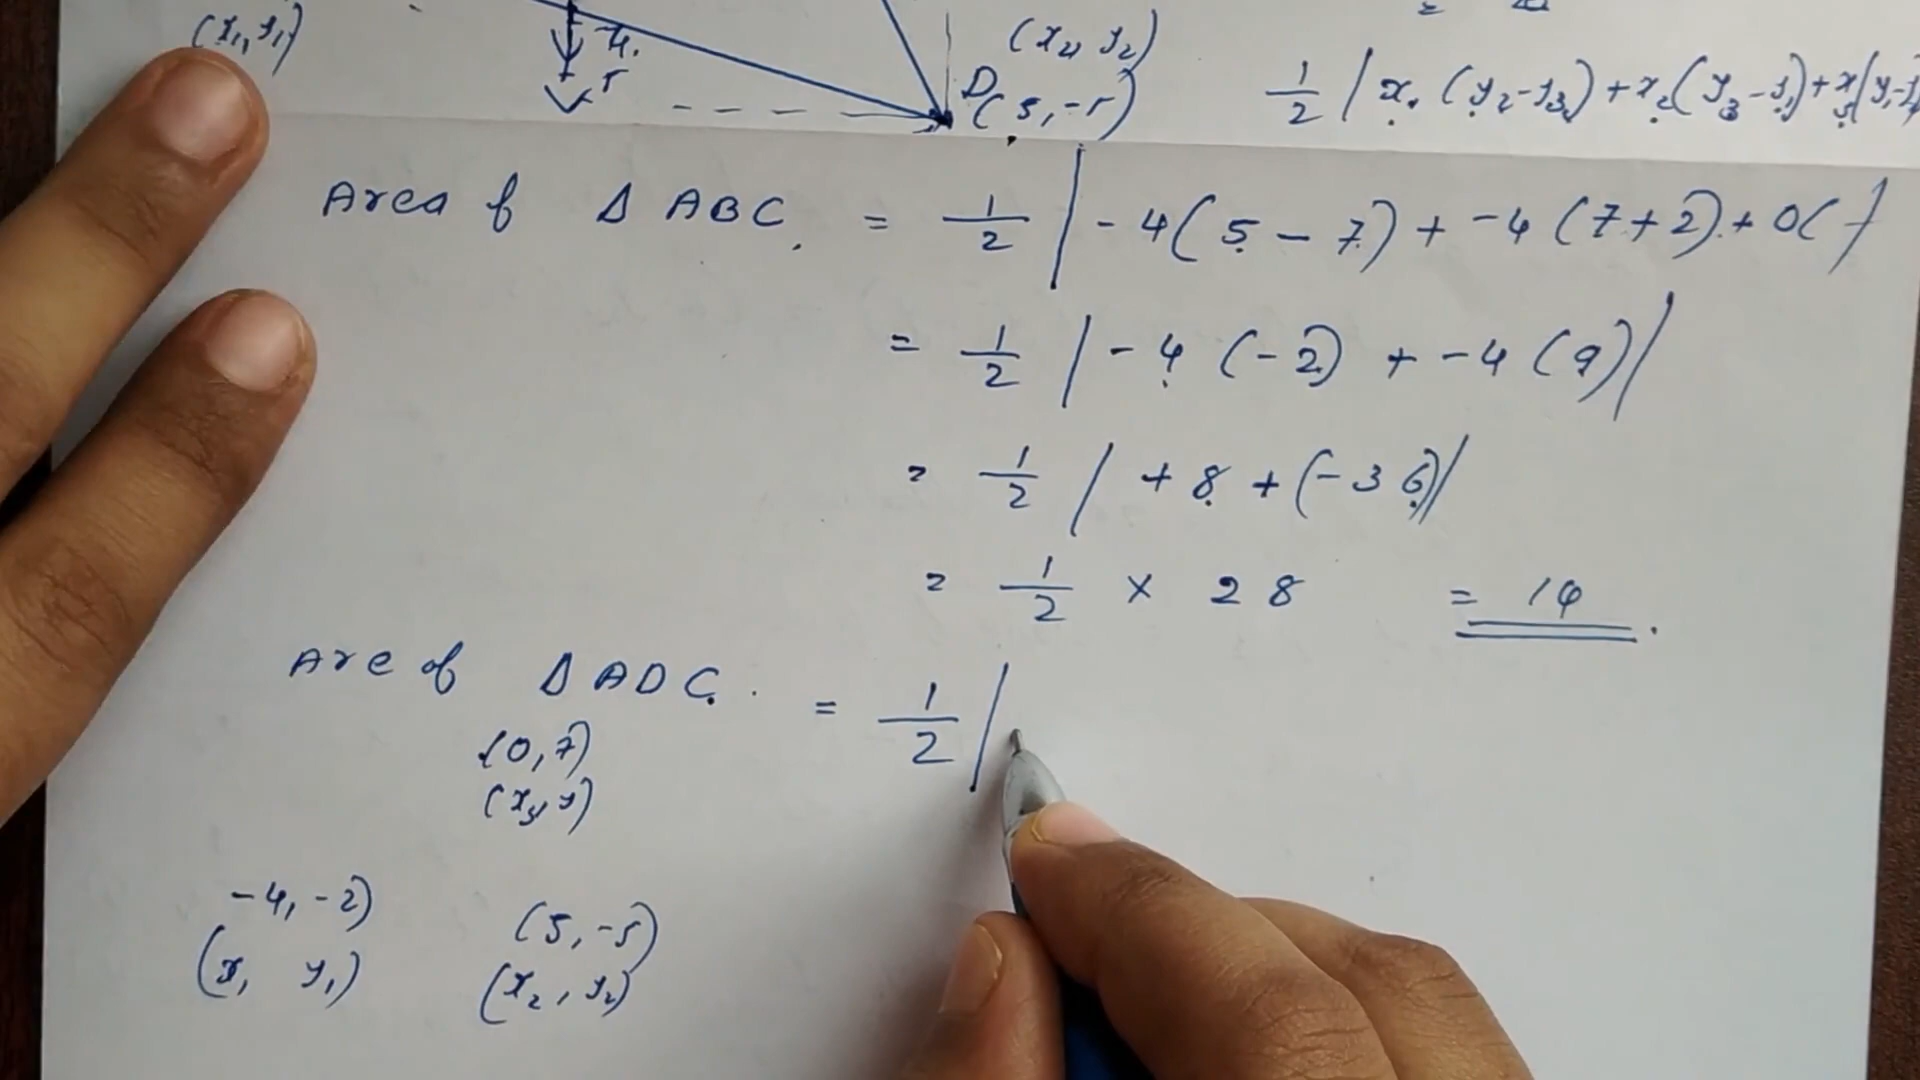 (x₁, y₁)
(x₂, y₂)
D
(5, -5)
1/2 | x₁ (y₂ - y₃) + x₂ (y₃ - y₁) + x₃ (y₁ -
Area of Δ ABC = 1/2 | -4 (5 - 7) + -4 (7 + 2) + 0( )
= 1/2 | -4 (-2) + -4 (9) |
= 1/2 | +8 + (-36) |
= 1/2 × 28 = 14.
Are of Δ ADC. = 1/2 |
(0, 7)
-4, -2)
(5, -5)
(x₁ y₁)
(x₂, y₂)